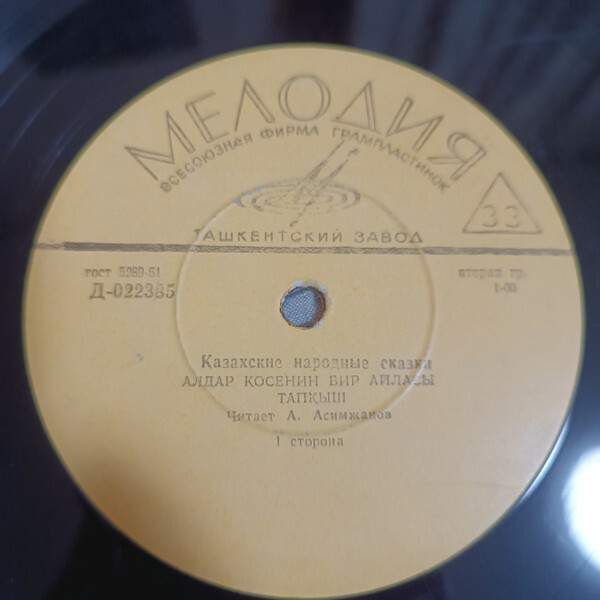 МЕЛОДИЯ
ВСЕСОЮЗНАЯ ФИРМА ГРАМПЛАСТИНОК
33
ТАШКЕНТСКИЙ ЗАВОД
гост 5289-61
Д-022385
вторая гр.
1-00
Казахские народные сказки
АЛДАР КОСЕНИН БИР АЙЛАСЫ
ТАПҚЫШ
Читает А. Асимжанов
1 сторона